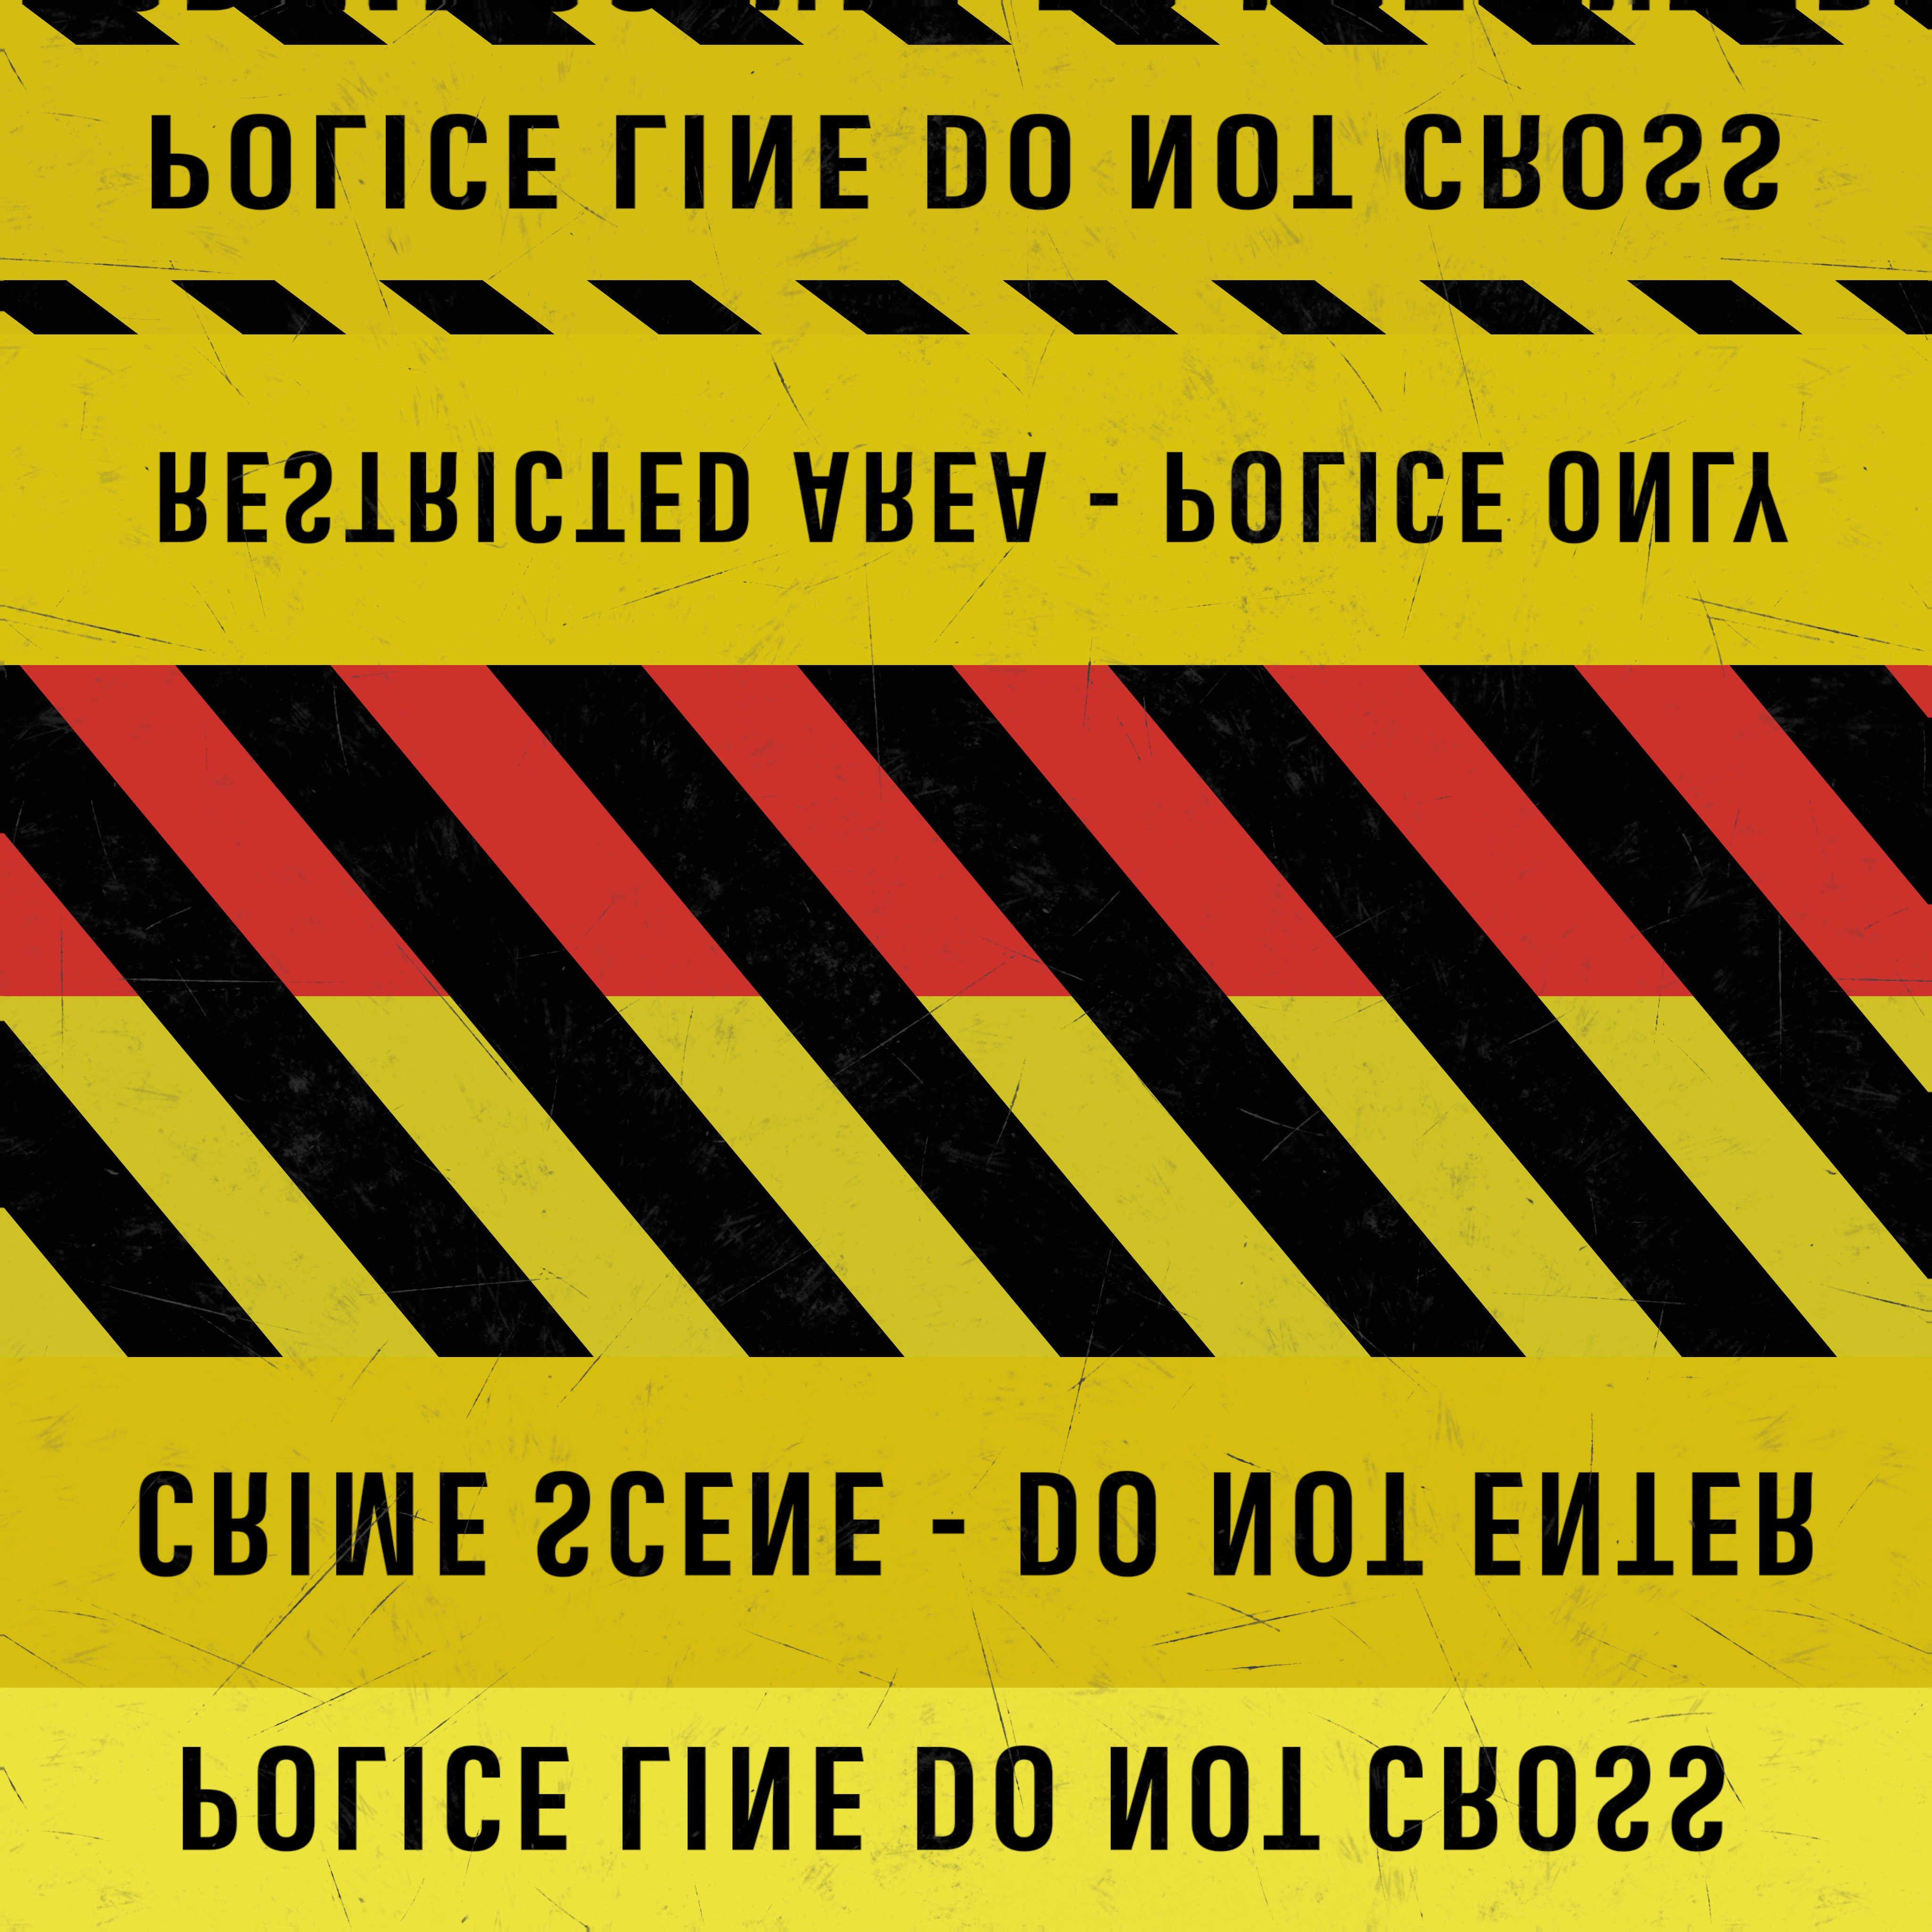 POLICE LINE DO NOT CROSS
RESTRICTED AREA - POLICE ONLY
CRIME SCENE - DO NOT ENTER
POLICE LINE DO NOT CROSS